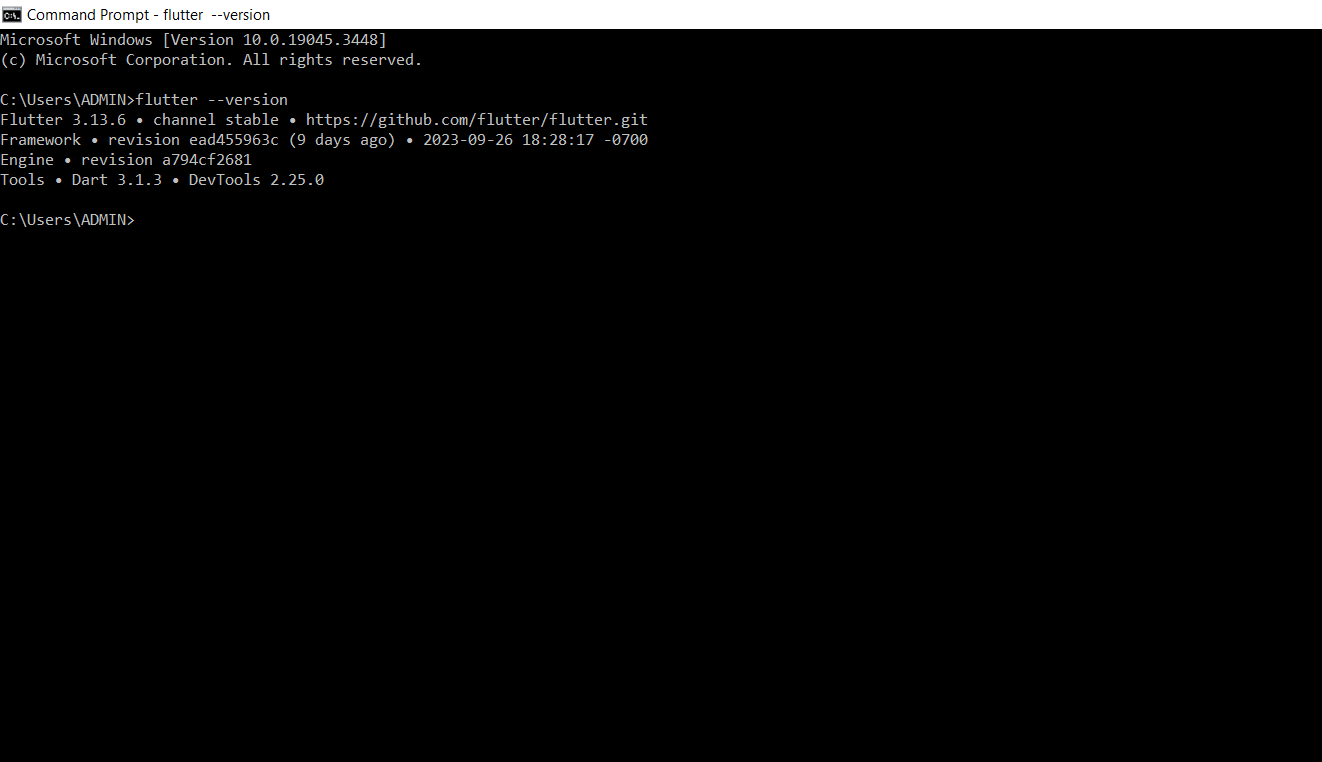 Command Prompt - flutter  --version
Microsoft Windows [Version 10.0.19045.3448]
(c) Microsoft Corporation. All rights reserved.
C:\Users\ADMIN>flutter --version
Flutter 3.13.6 • channel stable • https://github.com/flutter/flutter.git
Framework • revision ead455963c (9 days ago) • 2023-09-26 18:28:17 -0700
Engine • revision a794cf2681
Tools • Dart 3.1.3 • DevTools 2.25.0
C:\Users\ADMIN>